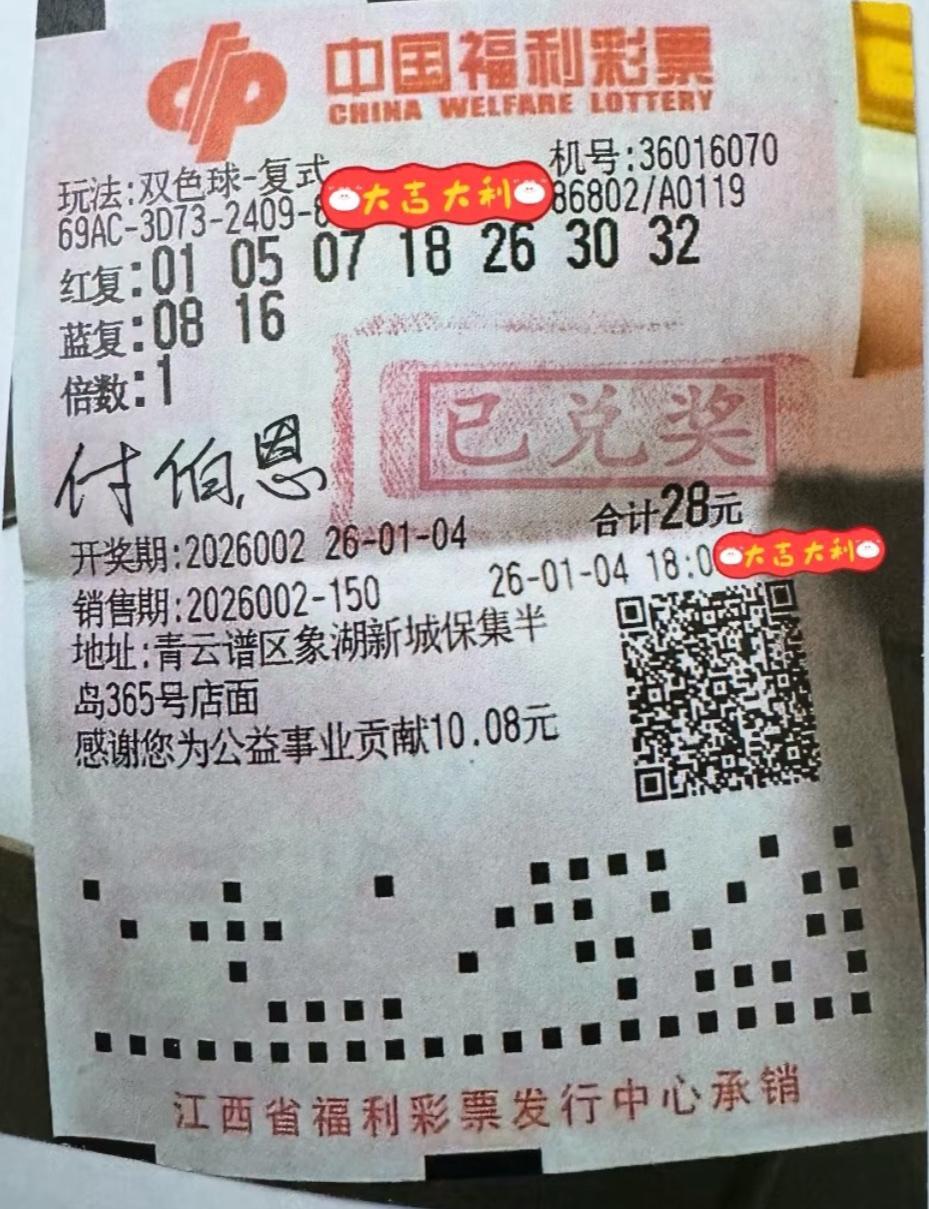 中国福利彩票
CHINA WELFARE LOTTERY
玩法:双色球-复式 大吉大利 机号:36016070
69AC-3D73-2409- 86802/A0119
红复:01 05 07 18 26 30 32
蓝复:08 16
倍数:1
已兑奖
付伯恩
合计28元
开奖期:2026002 26-01-04
销售期:2026002-150 26-01-04 18:0 大吉大利
地址:青云谱区象湖新城保集半
岛365号店面
感谢您为公益事业贡献10.08元
江西省福利彩票发行中心承销